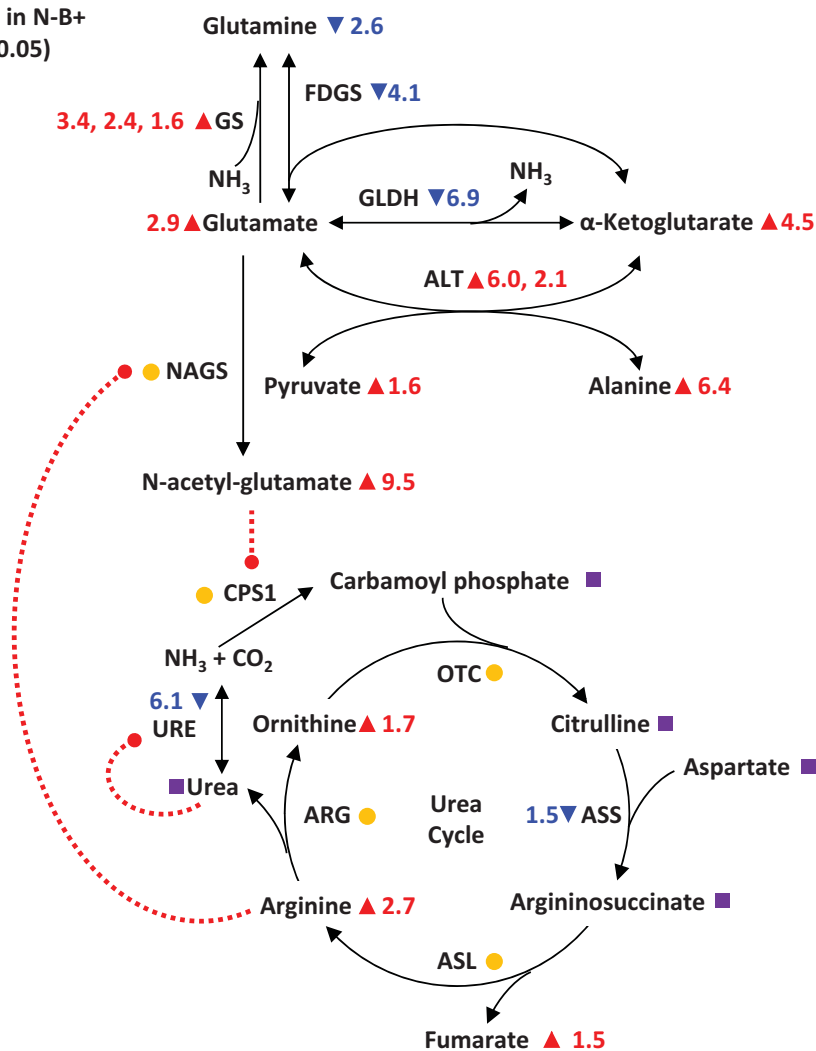 in N-B+
0.05)
Glutamine ▼ 2.6
FDGS ▼4.1
3.4, 2.4, 1.6 ▲GS
NH₃
NH₃
GLDH ▼6.9
2.9▲Glutamate
α-Ketoglutarate ▲4.5
ALT▲6.0, 2.1
NAGS
Pyruvate ▲1.6
Alanine▲ 6.4
N-acetyl-glutamate ▲ 9.5
Carbamoyl phosphate
CPS1
NH₃ + CO₂
OTC
6.1 ▼
URE
Ornithine▲ 1.7
Citrulline
Aspartate
Urea
ARG
Urea
Cycle
1.5▼ ASS
Arginine ▲ 2.7
Argininosuccinate
ASL
Fumarate ▲ 1.5